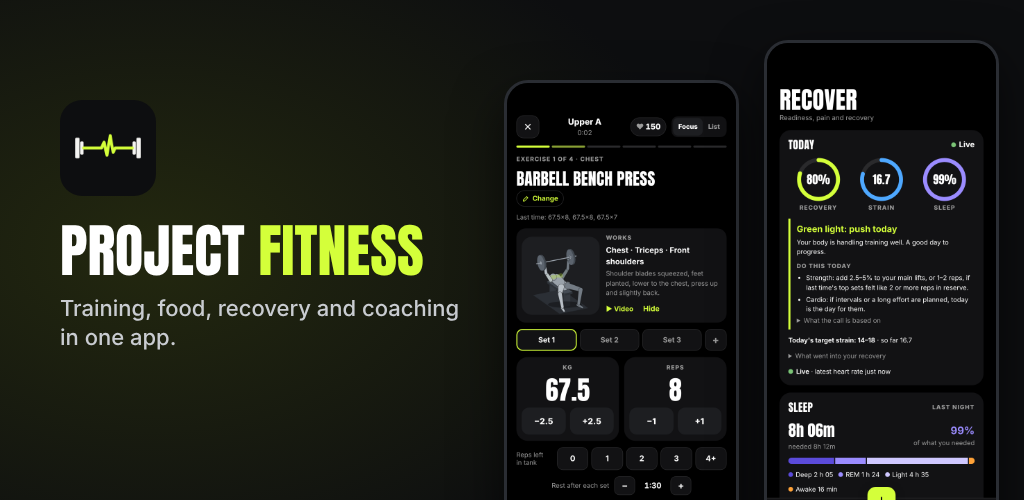 PROJECT FITNESS
Training, food, recovery and coaching
in one app.
Upper A
0:02
150
Focus
List
EXERCISE 1 OF 4 · CHEST
BARBELL BENCH PRESS
Change
Last time: 67.5×8, 67.5×8, 67.5×7
WORKS
Chest · Triceps · Front
shoulders
Shoulder blades squeezed, feet
planted, lower to the chest, press up
and slightly back.
Video
Hide
Set 1
Set 2
Set 3
+
KG
67.5
−2.5
+2.5
REPS
8
−1
+1
Reps left
in tank
0
1
2
3
4+
Rest after each set
−
1:30
+
RECOVER
Readiness, pain and recovery
TODAY
Live
80%
16.7
99%
RECOVERY
STRAIN
SLEEP
Green light: push today
Your body is handling training well. A good day to
progress.
DO THIS TODAY
• Strength: add 2.5–5% to your main lifts, or 1–2 reps, if
last time's top sets felt like 2 or more reps in reserve.
• Cardio: if intervals or a long effort are planned, today
is the day for them.
What the call is based on
Today's target strain: 14–18 · so far 16.7
What went into your recovery
Live · latest heart rate just now
SLEEP
LAST NIGHT
8h 06m
99%
needed 8h 12m
of what you needed
Deep 2 h 05
REM 1 h 24
Light 4 h 35
Awake 16 min